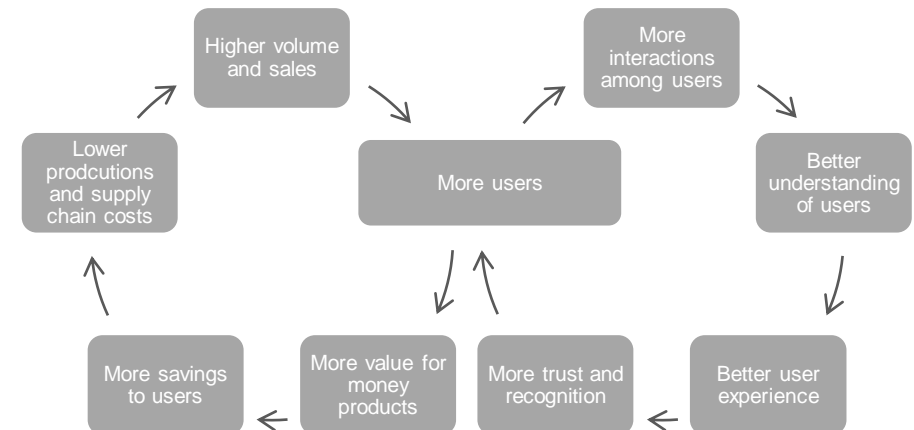 Higher volume
and sales
More
interactions
among users
Lower
prodcutions
and supply
chain costs
More users
Better
understanding
of users
More savings
to users
More value for
money
products
More trust and
recognition
Better user
experience